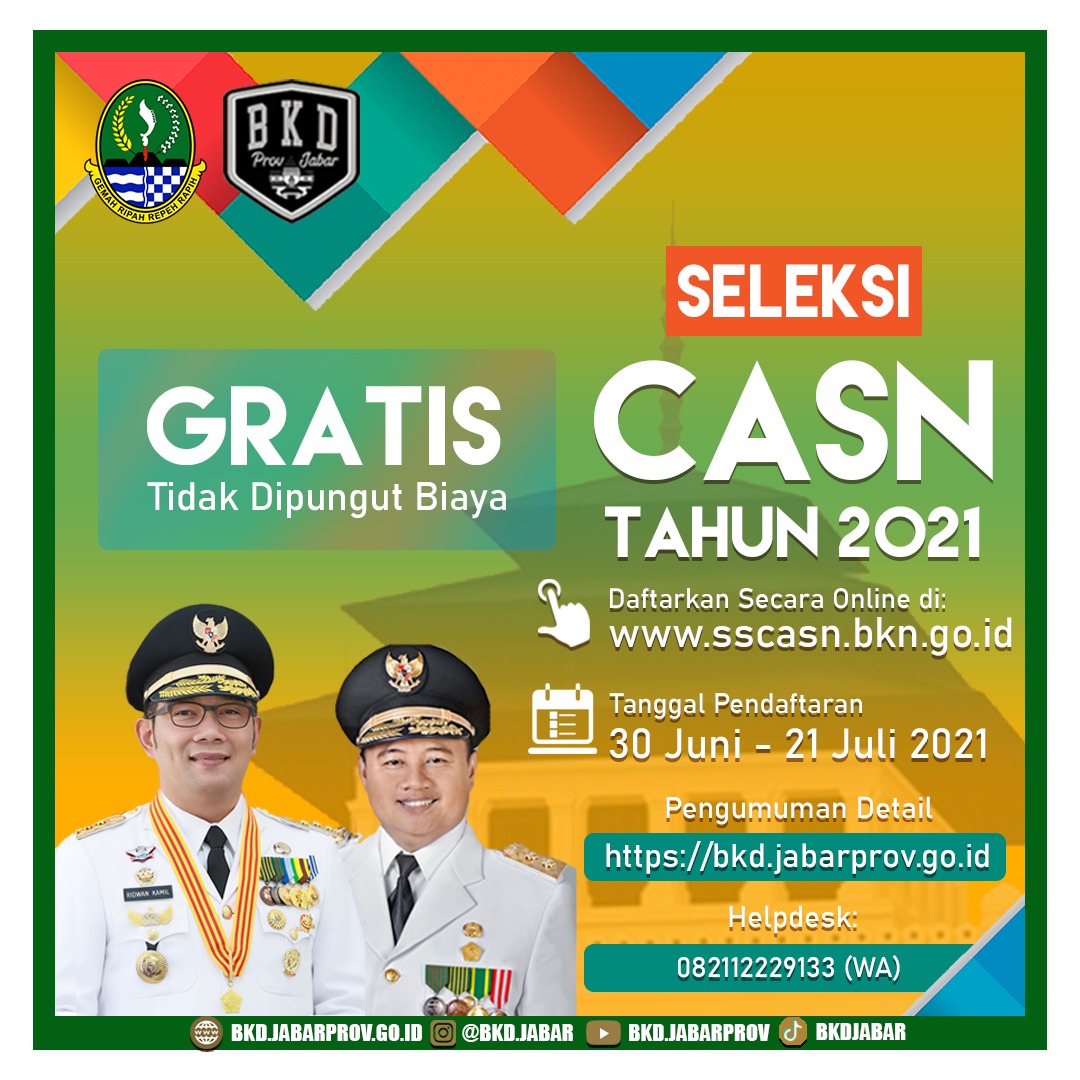 GEMAH RIPAH REPEH RAPIH
BKD
Prov Jabar
SELEKSI
CASN
TAHUN 2021
GRATIS
Tidak Dipungut Biaya
Daftarkan Secara Online di:
www.sscasn.bkn.go.id
Tanggal Pendaftaran
30 Juni - 21 Juli 2021
Pengumuman Detail
https://bkd.jabarprov.go.id
Helpdesk:
082112229133 (WA)
RIDWAN KAMIL
BKD.JABARPROV.GO.ID @BKD.JABAR BKD.JABARPROV BKDJABAR